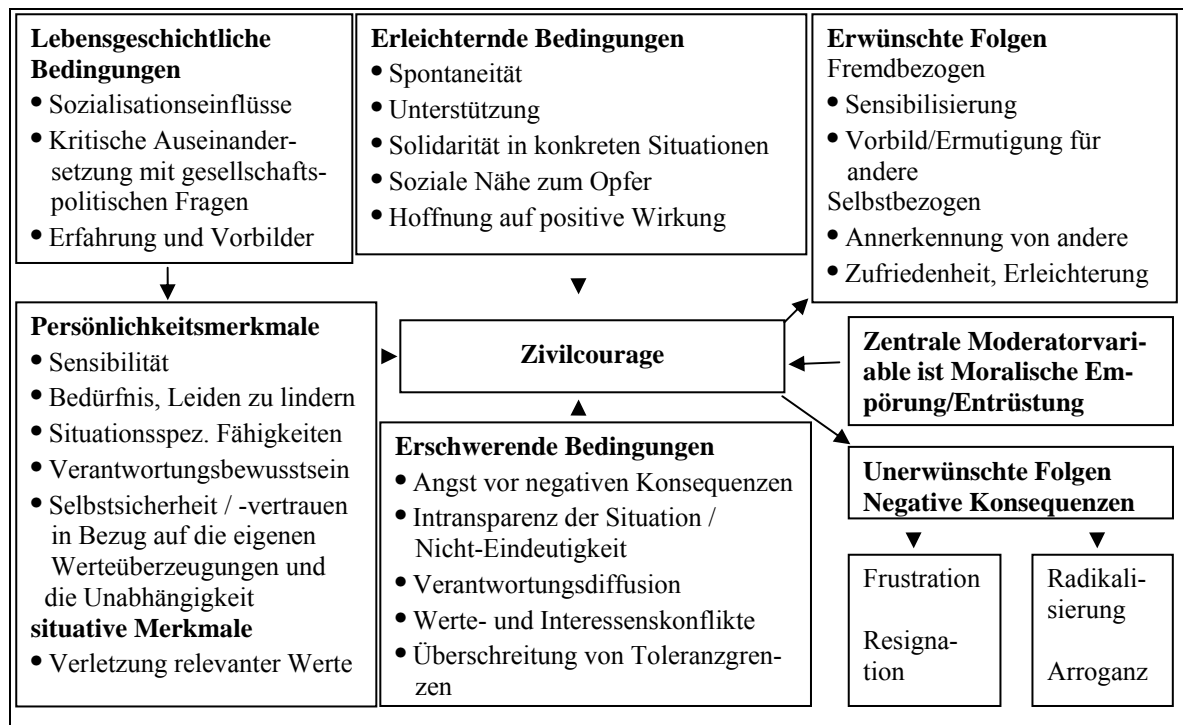 Lebensgeschichtliche
Bedingungen
• Sozialisationseinflüsse
• Kritische Auseinander-
setzung mit gesellschafts-
politischen Fragen
• Erfahrung und Vorbilder
Erleichternde Bedingungen
• Spontaneität
• Unterstützung
• Solidarität in konkreten Situationen
• Soziale Nähe zum Opfer
• Hoffnung auf positive Wirkung
Erwünschte Folgen
Fremdbezogen
• Sensibilisierung
• Vorbild/Ermutigung für
andere
Selbstbezogen
• Annerkennung von andere
• Zufriedenheit, Erleichterung
Persönlichkeitsmerkmale
• Sensibilität
• Bedürfnis, Leiden zu lindern
• Situationsspez. Fähigkeiten
• Verantwortungsbewusstsein
• Selbstsicherheit / -vertrauen
in Bezug auf die eigenen
Werteüberzeugungen und
die Unabhängigkeit
situative Merkmale
• Verletzung relevanter Werte
Zivilcourage
Zentrale Moderatorvari-
able ist Moralische Em-
pörung/Entrüstung
Erschwerende Bedingungen
• Angst vor negativen Konsequenzen
• Intransparenz der Situation /
Nicht-Eindeutigkeit
• Verantwortungsdiffusion
• Werte- und Interessenskonflikte
• Überschreitung von Toleranzgren-
zen
Unerwünschte Folgen
Negative Konsequenzen
Frustration
Resigna-
tion
Radikali-
sierung
Arroganz